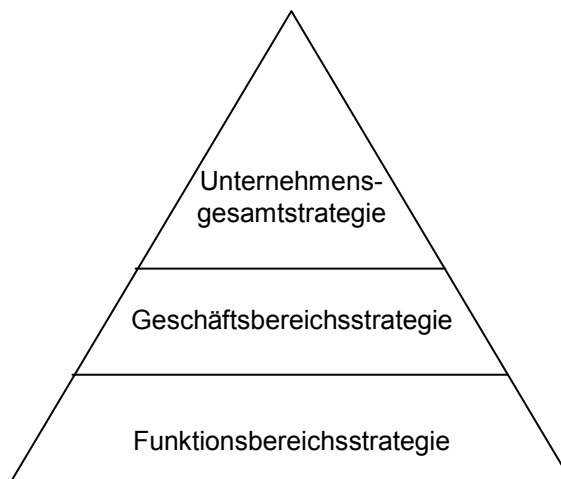 Unternehmens-
gesamtstrategie
Geschäftsbereichsstrategie
Funktionsbereichsstrategie